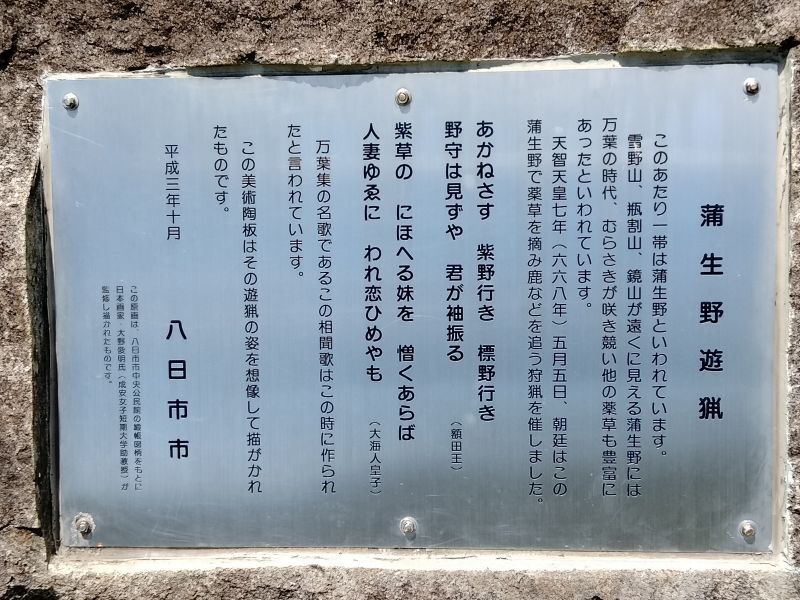 蒲生野遊猟
このあたり一帯は蒲生野といわれています。
雪野山、瓶割山、鏡山が遠くに見える蒲生野には
万葉の時代、むらさきが咲き競い他の薬草も豊富に
あったといわれています。
天智天皇七年（六六八年）五月五日、朝廷はこの
蒲生野で薬草を摘み鹿などを追う狩猟を催しました。
あかねさす　紫野行き　標野行き
野守は見ずや　君が袖振る　（額田王）
紫草の　にほへる妹を　憎くあらば
人妻ゆゑに　われ恋ひめやも　（大海人皇子）
万葉集の名歌であるこの相聞歌はこの時に作られ
たと言われています。
この美術陶板はその遊猟の姿を想像して描がかれ
たものです。
平成三年十月　八日市市
この原画は、八日市市中央公民館の緞帳図柄をもとに
日本画家　大野俊明氏（成安女子短期大学助教授）が
監修し描かれたものです。